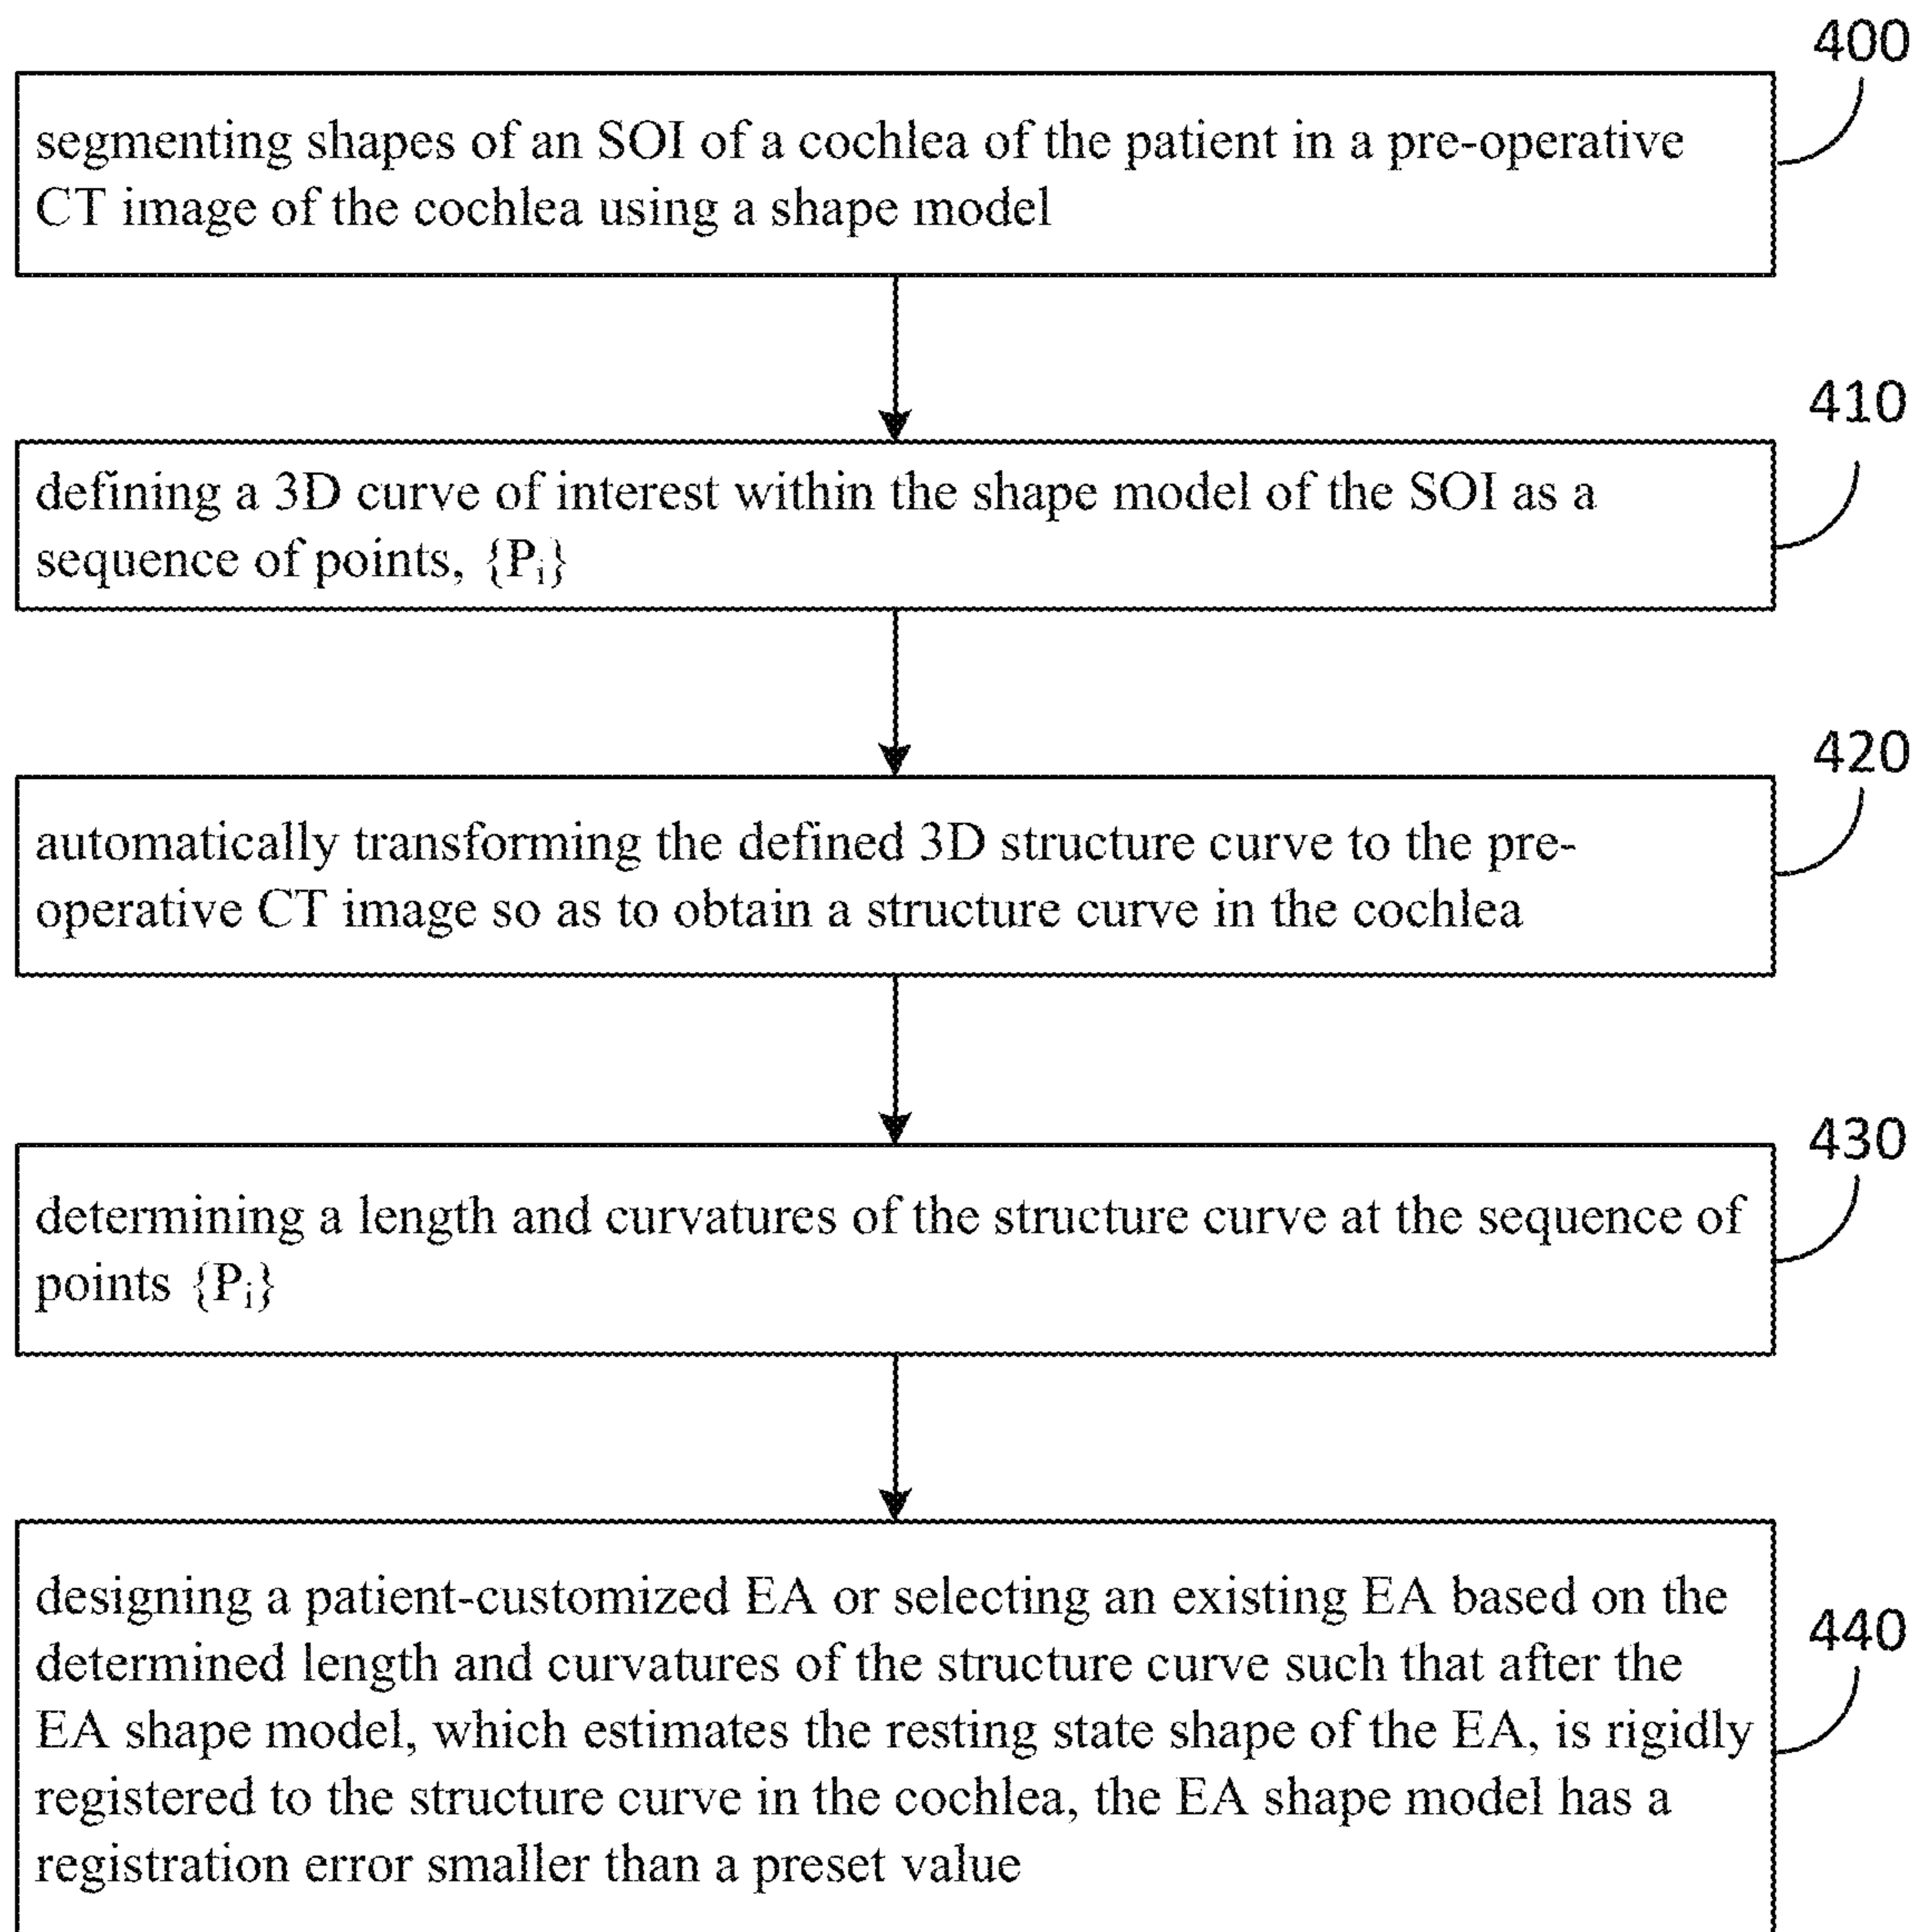 400
segmenting shapes of an SOI of a cochlea of the patient in a pre-operative
CT image of the cochlea using a shape model
410
defining a 3D curve of interest within the shape model of the SOI as a
sequence of points, {Pᵢ}
420
automatically transforming the defined 3D structure curve to the pre-
operative CT image so as to obtain a structure curve in the cochlea
430
determining a length and curvatures of the structure curve at the sequence of
points {Pᵢ}
440
designing a patient-customized EA or selecting an existing EA based on the
determined length and curvatures of the structure curve such that after the
EA shape model, which estimates the resting state shape of the EA, is rigidly
registered to the structure curve in the cochlea, the EA shape model has a
registration error smaller than a preset value